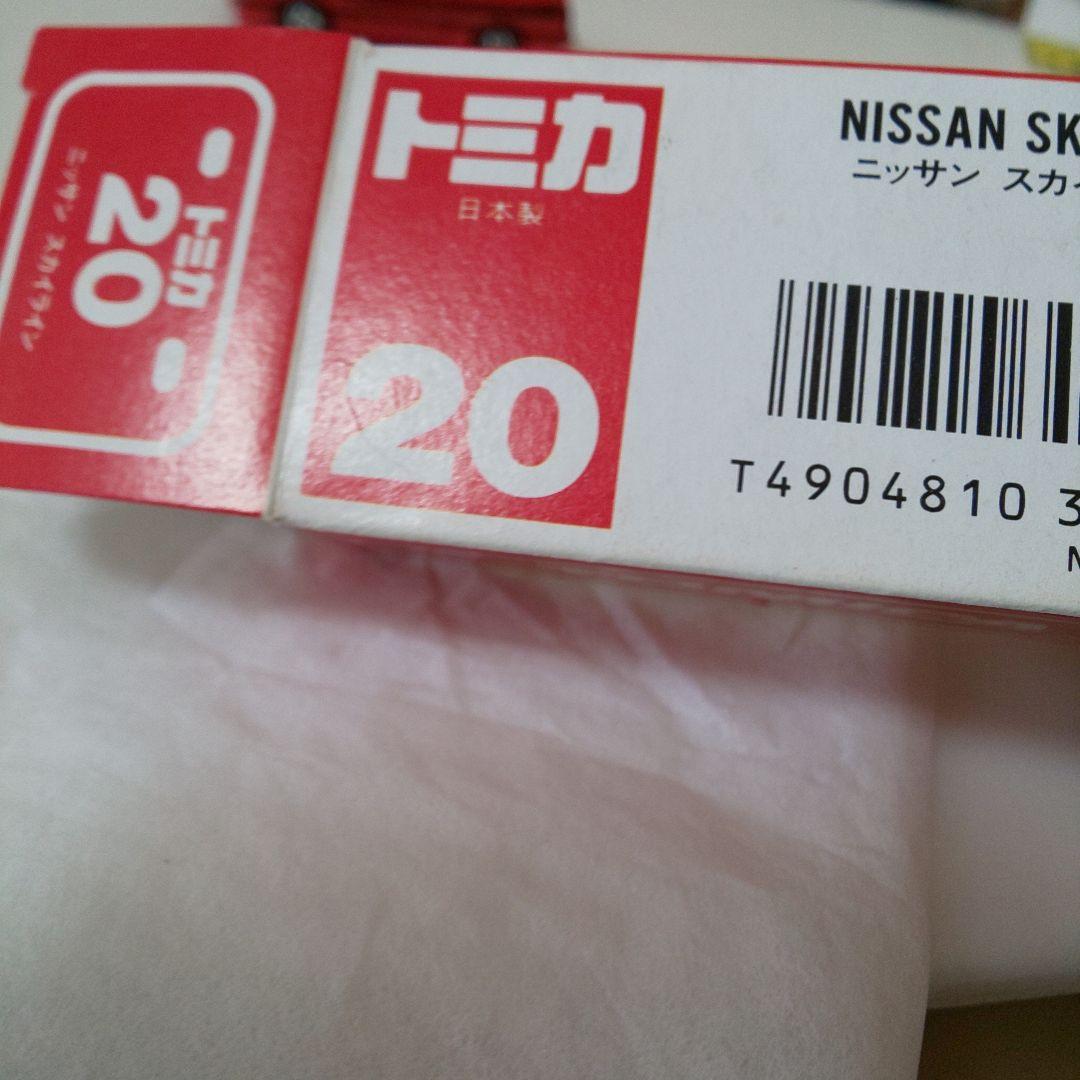 トミカ
20
ニッサン スカイライン
トミカ
日本製
20
NISSAN SK
ニッサン スカイ
T4904810 3
N